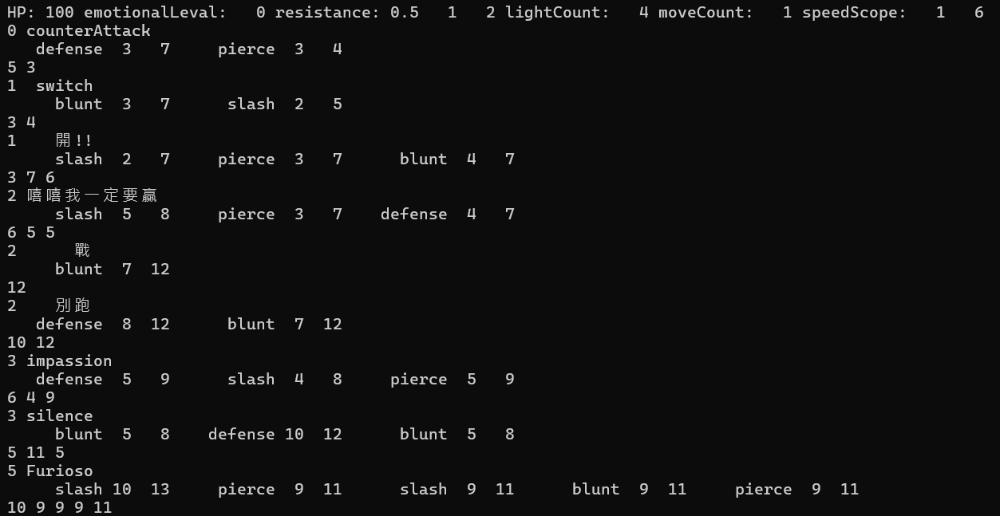 HP: 100 emotionalLeval:   0 resistance: 0.5   1   2 lightCount:   4 moveCount:   1 speedScope:   1   6
0 counterAttack
   defense  3   7     pierce  3   4
5 3
1  switch
     blunt  3   7      slash  2   5
3 4
1    開!!
     slash  2   7     pierce  3   7      blunt  4   7
3 7 6
2 嘻嘻我一定要贏
     slash  5   8     pierce  3   7    defense  4   7
6 5 5
2      戰
     blunt  7  12
12
2    別跑
   defense  8  12      blunt  7  12
10 12
3 impassion
   defense  5   9      slash  4   8     pierce  5   9
6 4 9
3 silence
     blunt  5   8    defense 10  12      blunt  5   8
5 11 5
5 Furioso
     slash 10  13     pierce  9  11      slash  9  11      blunt  9  11     pierce  9  11
10 9 9 9 11